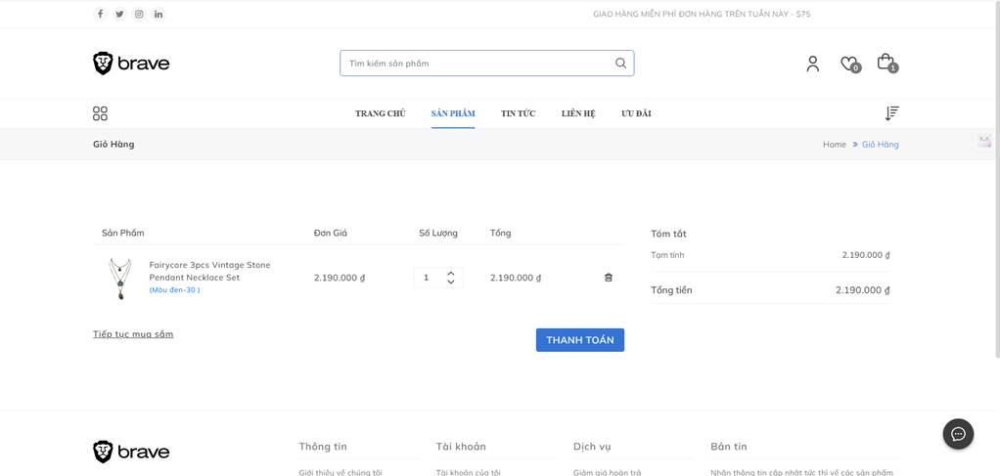 GIAO HÀNG MIỄN PHÍ ĐƠN HÀNG TRÊN TUẦN NÀY - $75
brave
Tìm kiếm sản phẩm
0
1
TRANG CHỦ
SẢN PHẨM
TIN TỨC
LIÊN HỆ
ƯU ĐÃI
Giỏ Hàng
Home » Giỏ Hàng
Sản Phẩm
Đơn Giá
Số Lượng
Tổng
Fairycore 3pcs Vintage Stone
Pendant Necklace Set
(Màu đen-30 )
2.190.000 ₫
1
2.190.000 ₫
Tiếp tục mua sắm
THANH TOÁN
Tóm tắt
Tạm tính 2.190.000 ₫
Tổng tiền 2.190.000 ₫
brave
Thông tin
Giới thiệu về chúng tôi
Tài khoản
Tài khoản của tôi
Dịch vụ
Giảm giá hoàn trả
Bản tin
Nhận thông tin cập nhật tức thì về các sản phẩm